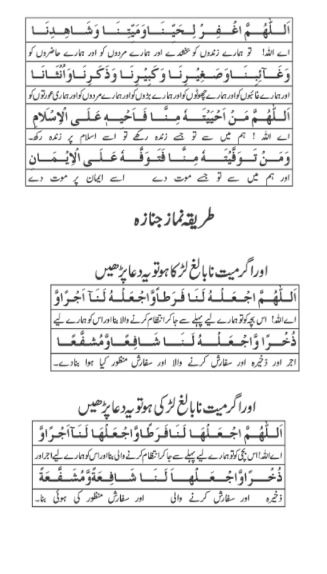 اَللّٰهُمَّ اغْفِرْ لِحَيِّنَا وَمَيِّتِنَا وَشَاهِدِنَا
اے اللہ! تو ہمارے زندوں کو بخشدے اور ہمارے مردوں کو اور ہمارے حاضروں کو
وَغَآئِبِنَا وَصَغِيْرِنَا وَكَبِيْرِنَا وَذَكَرِنَا وَاُنْثَانَا
اور ہمارے غائبوں کو اور ہمارے چھوٹوں کو اور ہمارے بڑوں کو اور ہمارے مردوں کو اور ہماری عورتوں کو
اَللّٰهُمَّ مَنْ اَحْيَيْتَهٗ مِنَّا فَاَحْيِهٖ عَلَى الْاِسْلَامِ
اے اللہ! ہم میں سے تو جسے زندہ رکھے تو اسے اسلام پر زندہ رکھ۔
وَمَنْ تَوَفَّيْتَهٗ مِنَّا فَتَوَفَّهٗ عَلَى الْاِيْمَانِ
اور ہم میں سے تو جسے موت دے اسے ایمان پر موت دے
طریقہ نماز جنازہ
اور اگر میت نابالغ لڑکا ہو تو یہ دعا پڑھیں
اَللّٰهُمَّ اجْعَلْهُ لَنَا فَرَطًا وَّاجْعَلْهُ لَنَآ اَجْرًا وَّ
اے اللہ! اس بچہ کو تو ہمارے لیے پہلے سے جا کر انتظام کرنے والا بنا اور اس کو ہمارے لیے
ذُخْرًا وَّاجْعَلْهُ لَنَا شَافِعًا وَّمُشَفَّعًا
اجر اور ذخیرہ اور سفارش کرنے والا اور سفارش منظور کیا ہوا بنادے۔
اور اگر میت نابالغ لڑکی ہو تو یہ دعا پڑھیں
اَللّٰهُمَّ اجْعَلْهَا لَنَا فَرَطًا وَّاجْعَلْهَا لَنَآ اَجْرًا وَّ
اے اللہ! اس بچی کو تو ہمارے لیے پہلے سے جا کر انتظام کرنے والی بنا اور اس کو ہمارے لیے اجر اور
ذُخْرًا وَّاجْعَلْهَا لَنَا شَافِعَةً وَّمُشَفَّعَةً
ذخیرہ اور سفارش کرنے والی اور سفارش منظور کی ہوئی بنا۔